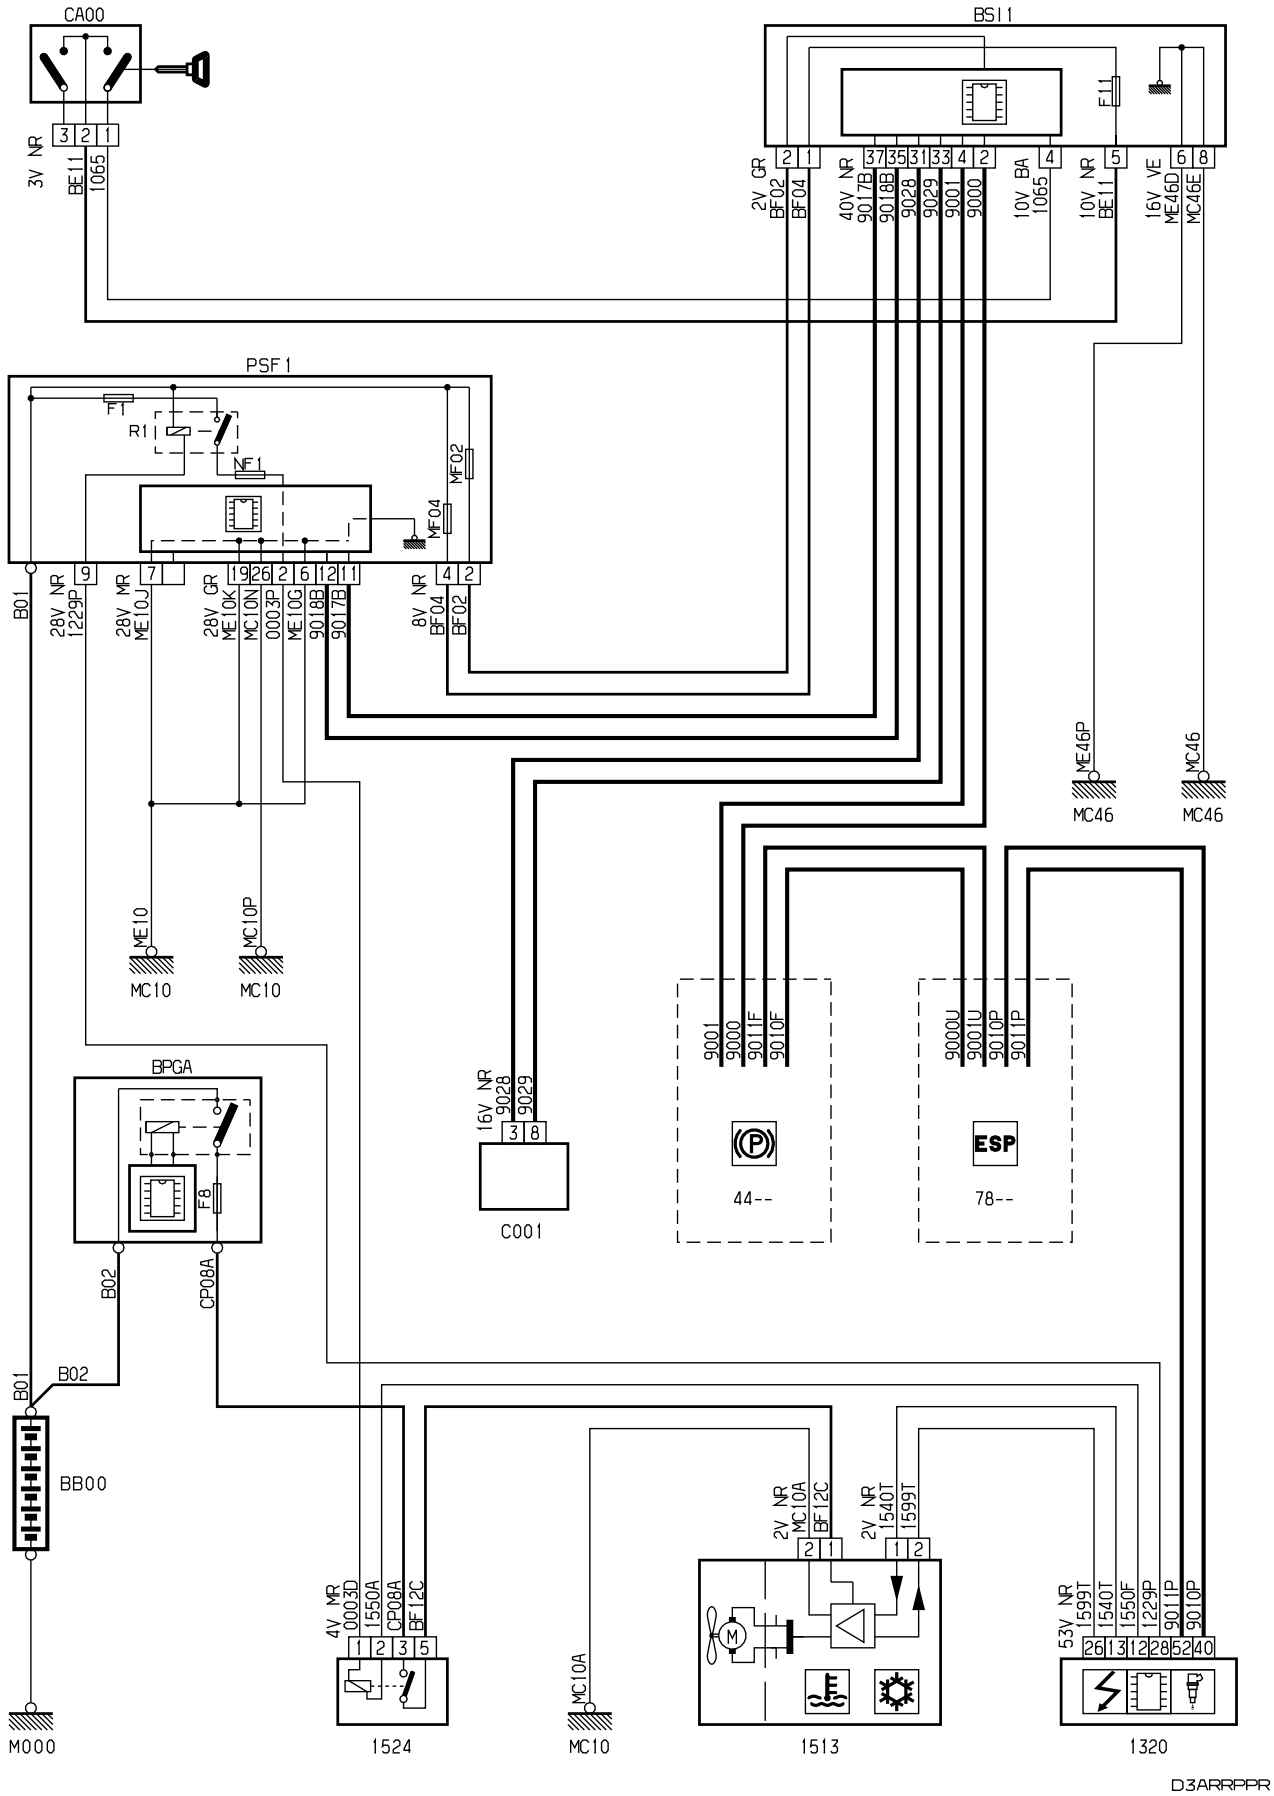 CA00
BSI1
3 2 1
3V NR
BE11
1065
F11
2 1
37 35 31 33 4 2
4
5
6 8
2V GR
BF02
BF04
40V NR
9017B
9018B
9028
9029
9001
9000
10V BA
1065
10V NR
BE11
16V VE
ME46D
MC46E
PSF1
F1
R1
NF1
MF02
MF04
9
7
19 26 2 6 12 11
4 2
B01
28V NR
1229P
28V MR
ME10J
28V GR
ME10K
MC10N
0003P
ME10G
9018B
9017B
8V NR
BF04
BF02
ME46P
MC46
MC46
MC46
ME10
MC10P
MC10
MC10
9001
9000
9011F
9010F
9000U
9001U
9010P
9011P
BPGA
F8
16V NR
9028
9029
3 8
C001
P
44--
ESP
78--
B02
CP08A
B01
B02
BB00
M000
4V MR
0003D
1550A
CP08A
BF12C
1 2 3 5
1524
MC10A
MC10
2V NR
MC10A
BF12C
2V NR
1540T
1599T
2 1
1 2
M
1513
53V NR
1599T
1540T
1550F
1229P
9011P
9010P
26 13 12 28 52 40
1320
D3ARRPPR